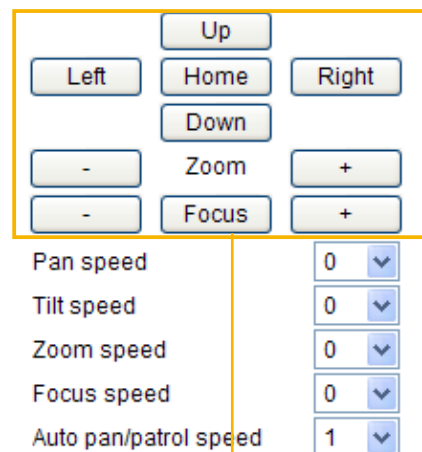 Up
Left Home Right
Down
- Zoom +
- Focus +
Pan speed 0
Tilt speed 0
Zoom speed 0
Focus speed 0
Auto pan/patrol speed 1